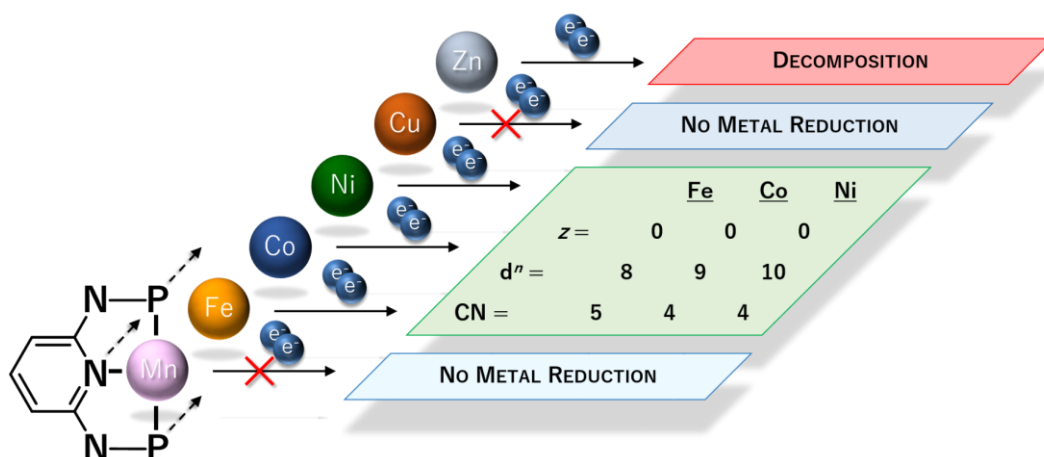 e⁻ e⁻
Zn
DECOMPOSITION
e⁻ e⁻
Cu
NO METAL REDUCTION
e⁻ e⁻
Ni
Fe Co Ni
z = 0 0 0
e⁻ e⁻
Co
dⁿ = 8 9 10
e⁻ e⁻
Fe
CN = 5 4 4
e⁻ e⁻
N P
N Mn
NO METAL REDUCTION
N P